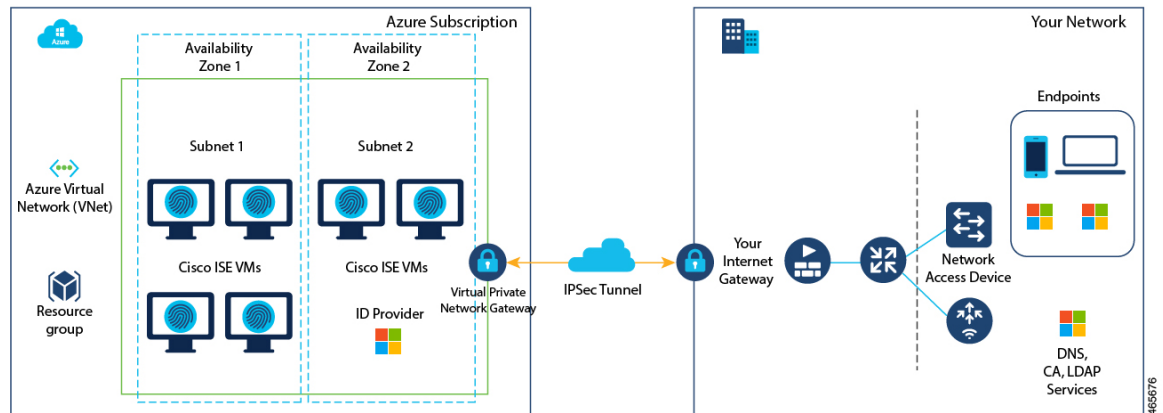 Azure Subscription
Your Network
Azure
Availability
Zone 1
Availability
Zone 2
Endpoints
Subnet 1
Subnet 2
Azure Virtual
Network (VNet)
Cisco ISE VMs
Cisco ISE VMs
Virtual Private
Network Gateway
IPSec Tunnel
Your
Internet
Gateway
Network
Access Device
Resource
group
ID Provider
DNS,
CA, LDAP
Services
465676